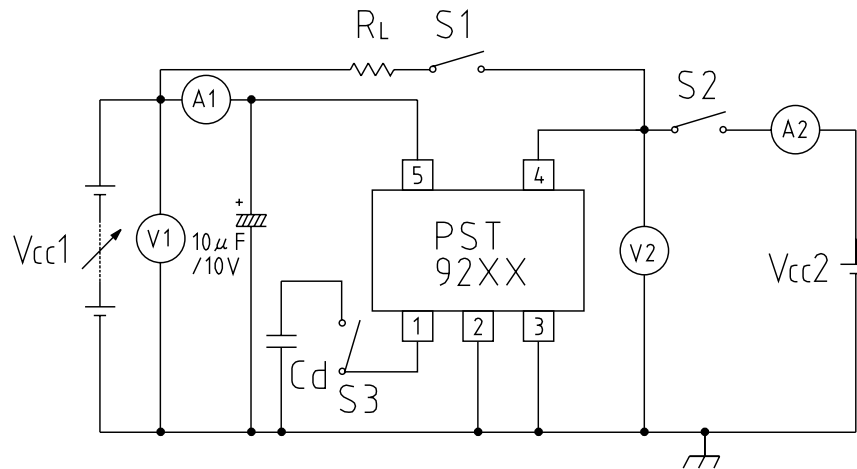 RL
S1
S2
A1
A2
5
4
+
Vcc1
V1
10μF
/10V
PST
92XX
V2
Vcc2
1
2
3
Cd
S3